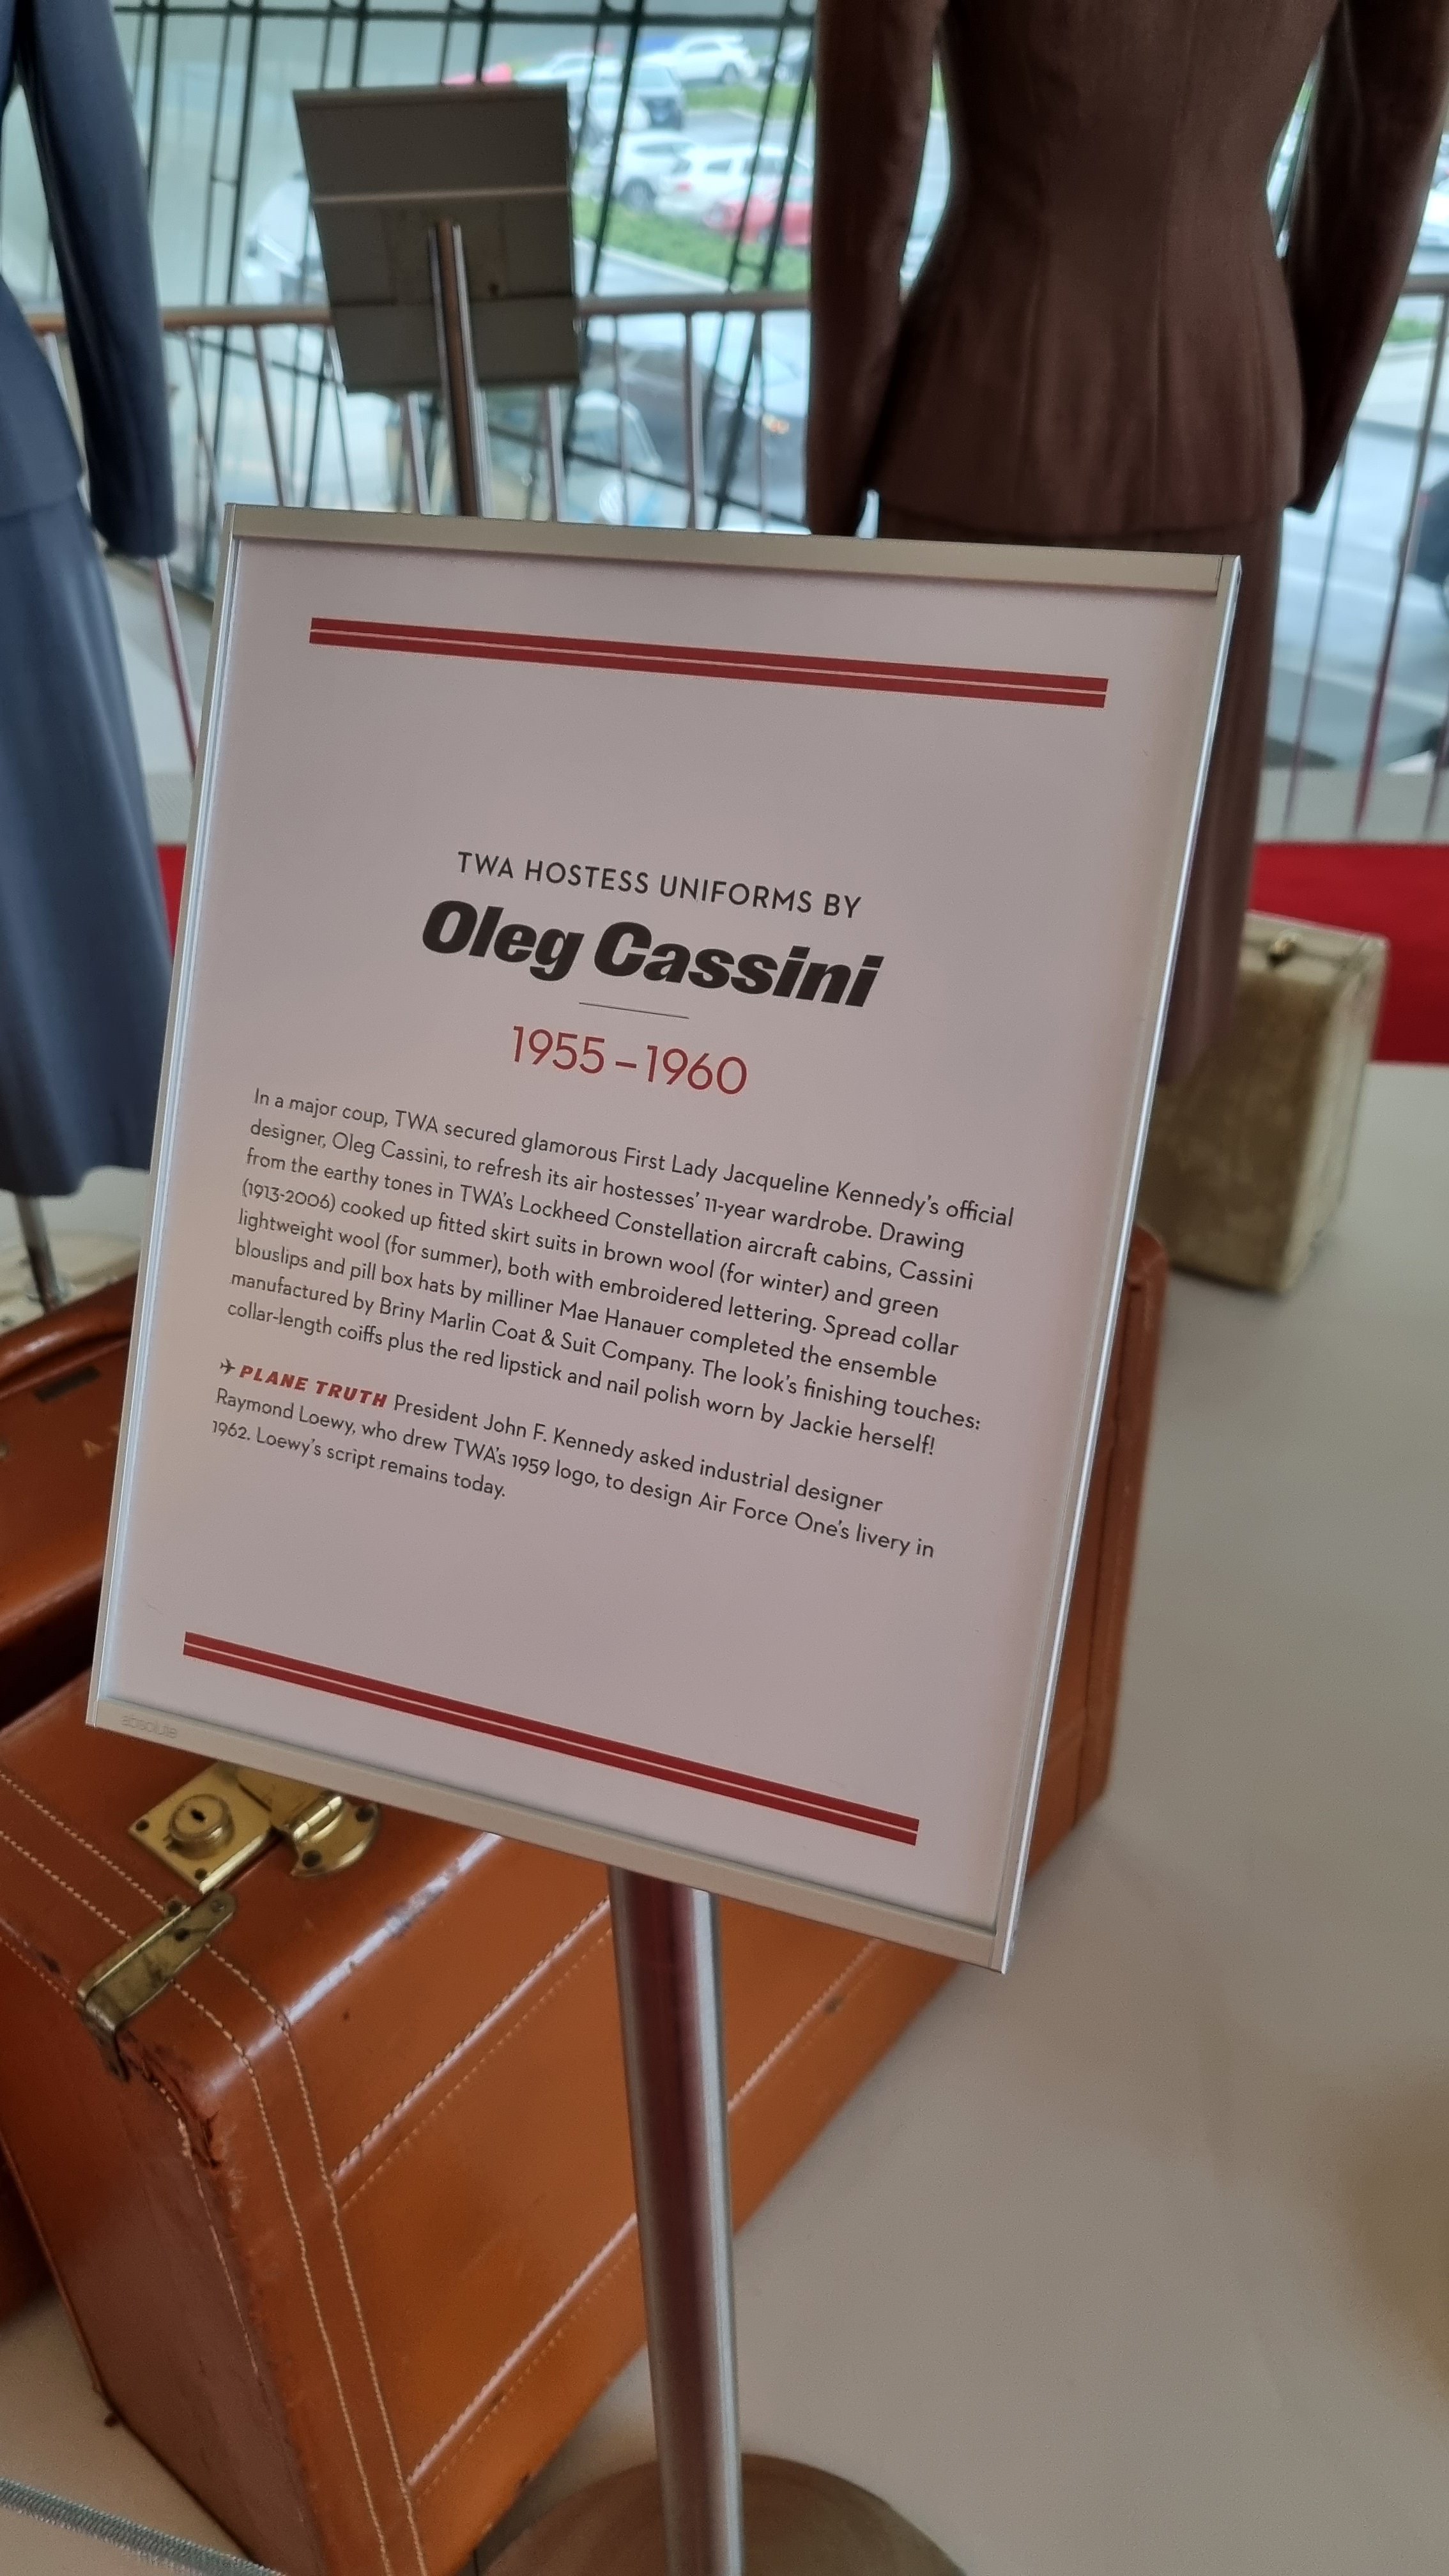 TWA HOSTESS UNIFORMS BY
Oleg Cassini
1955–1960
In a major coup, TWA secured glamorous First Lady Jacqueline Kennedy's official
designer, Oleg Cassini, to refresh its air hostesses' 11-year wardrobe. Drawing
from the earthy tones in TWA's Lockheed Constellation aircraft cabins, Cassini
(1913-2006) cooked up fitted skirt suits in brown wool (for winter) and green
lightweight wool (for summer), both with embroidered lettering. Spread collar
blouslips and pill box hats by milliner Mae Hanauer completed the ensemble
manufactured by Briny Marlin Coat & Suit Company. The look's finishing touches:
collar-length coiffs plus the red lipstick and nail polish worn by Jackie herself!
✈ PLANE TRUTH President John F. Kennedy asked industrial designer
Raymond Loewy, who drew TWA's 1959 logo, to design Air Force One's livery in
1962. Loewy's script remains today.
absolute